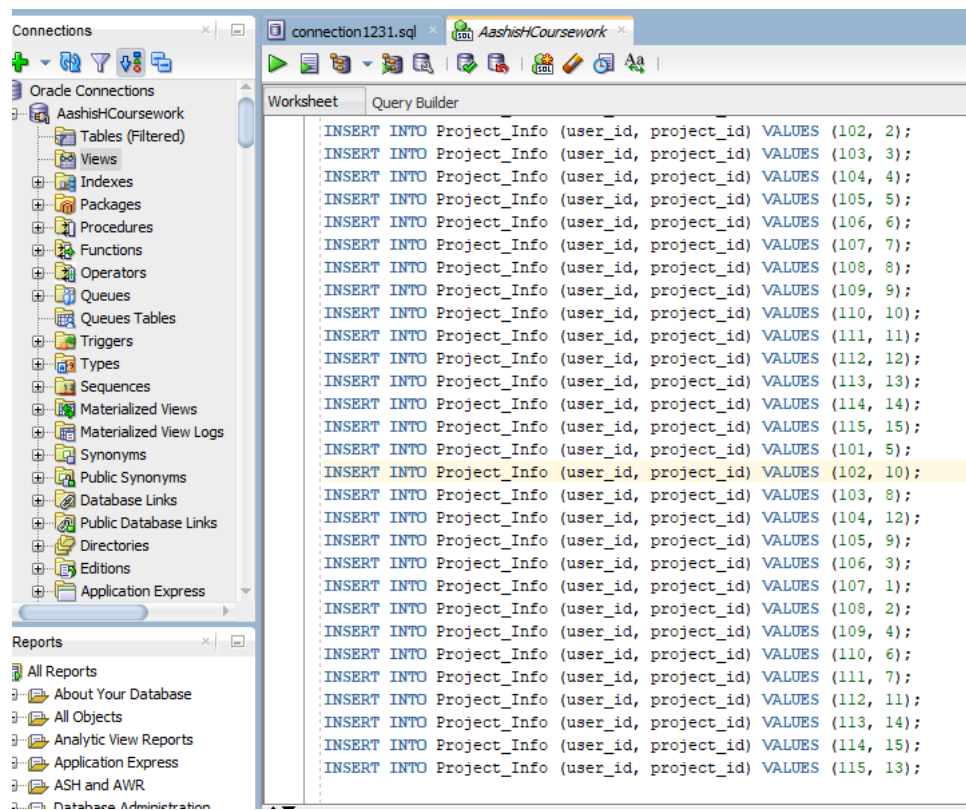 Connections
Oracle Connections
AashisHCoursework
Tables (Filtered)
Views
Indexes
Packages
Procedures
Functions
Operators
Queues
Queues Tables
Triggers
Types
Sequences
Materialized Views
Materialized View Logs
Synonyms
Public Synonyms
Database Links
Public Database Links
Directories
Editions
Application Express
Reports
All Reports
About Your Database
All Objects
Analytic View Reports
Application Express
ASH and AWR
Database Administration
connection1231.sql
AashisHCoursework
Worksheet Query Builder
INSERT INTO Project_Info (user_id, project_id) VALUES (102, 2);
INSERT INTO Project_Info (user_id, project_id) VALUES (103, 3);
INSERT INTO Project_Info (user_id, project_id) VALUES (104, 4);
INSERT INTO Project_Info (user_id, project_id) VALUES (105, 5);
INSERT INTO Project_Info (user_id, project_id) VALUES (106, 6);
INSERT INTO Project_Info (user_id, project_id) VALUES (107, 7);
INSERT INTO Project_Info (user_id, project_id) VALUES (108, 8);
INSERT INTO Project_Info (user_id, project_id) VALUES (109, 9);
INSERT INTO Project_Info (user_id, project_id) VALUES (110, 10);
INSERT INTO Project_Info (user_id, project_id) VALUES (111, 11);
INSERT INTO Project_Info (user_id, project_id) VALUES (112, 12);
INSERT INTO Project_Info (user_id, project_id) VALUES (113, 13);
INSERT INTO Project_Info (user_id, project_id) VALUES (114, 14);
INSERT INTO Project_Info (user_id, project_id) VALUES (115, 15);
INSERT INTO Project_Info (user_id, project_id) VALUES (101, 5);
INSERT INTO Project_Info (user_id, project_id) VALUES (102, 10);
INSERT INTO Project_Info (user_id, project_id) VALUES (103, 8);
INSERT INTO Project_Info (user_id, project_id) VALUES (104, 12);
INSERT INTO Project_Info (user_id, project_id) VALUES (105, 9);
INSERT INTO Project_Info (user_id, project_id) VALUES (106, 3);
INSERT INTO Project_Info (user_id, project_id) VALUES (107, 1);
INSERT INTO Project_Info (user_id, project_id) VALUES (108, 2);
INSERT INTO Project_Info (user_id, project_id) VALUES (109, 4);
INSERT INTO Project_Info (user_id, project_id) VALUES (110, 6);
INSERT INTO Project_Info (user_id, project_id) VALUES (111, 7);
INSERT INTO Project_Info (user_id, project_id) VALUES (112, 11);
INSERT INTO Project_Info (user_id, project_id) VALUES (113, 14);
INSERT INTO Project_Info (user_id, project_id) VALUES (114, 15);
INSERT INTO Project_Info (user_id, project_id) VALUES (115, 13);